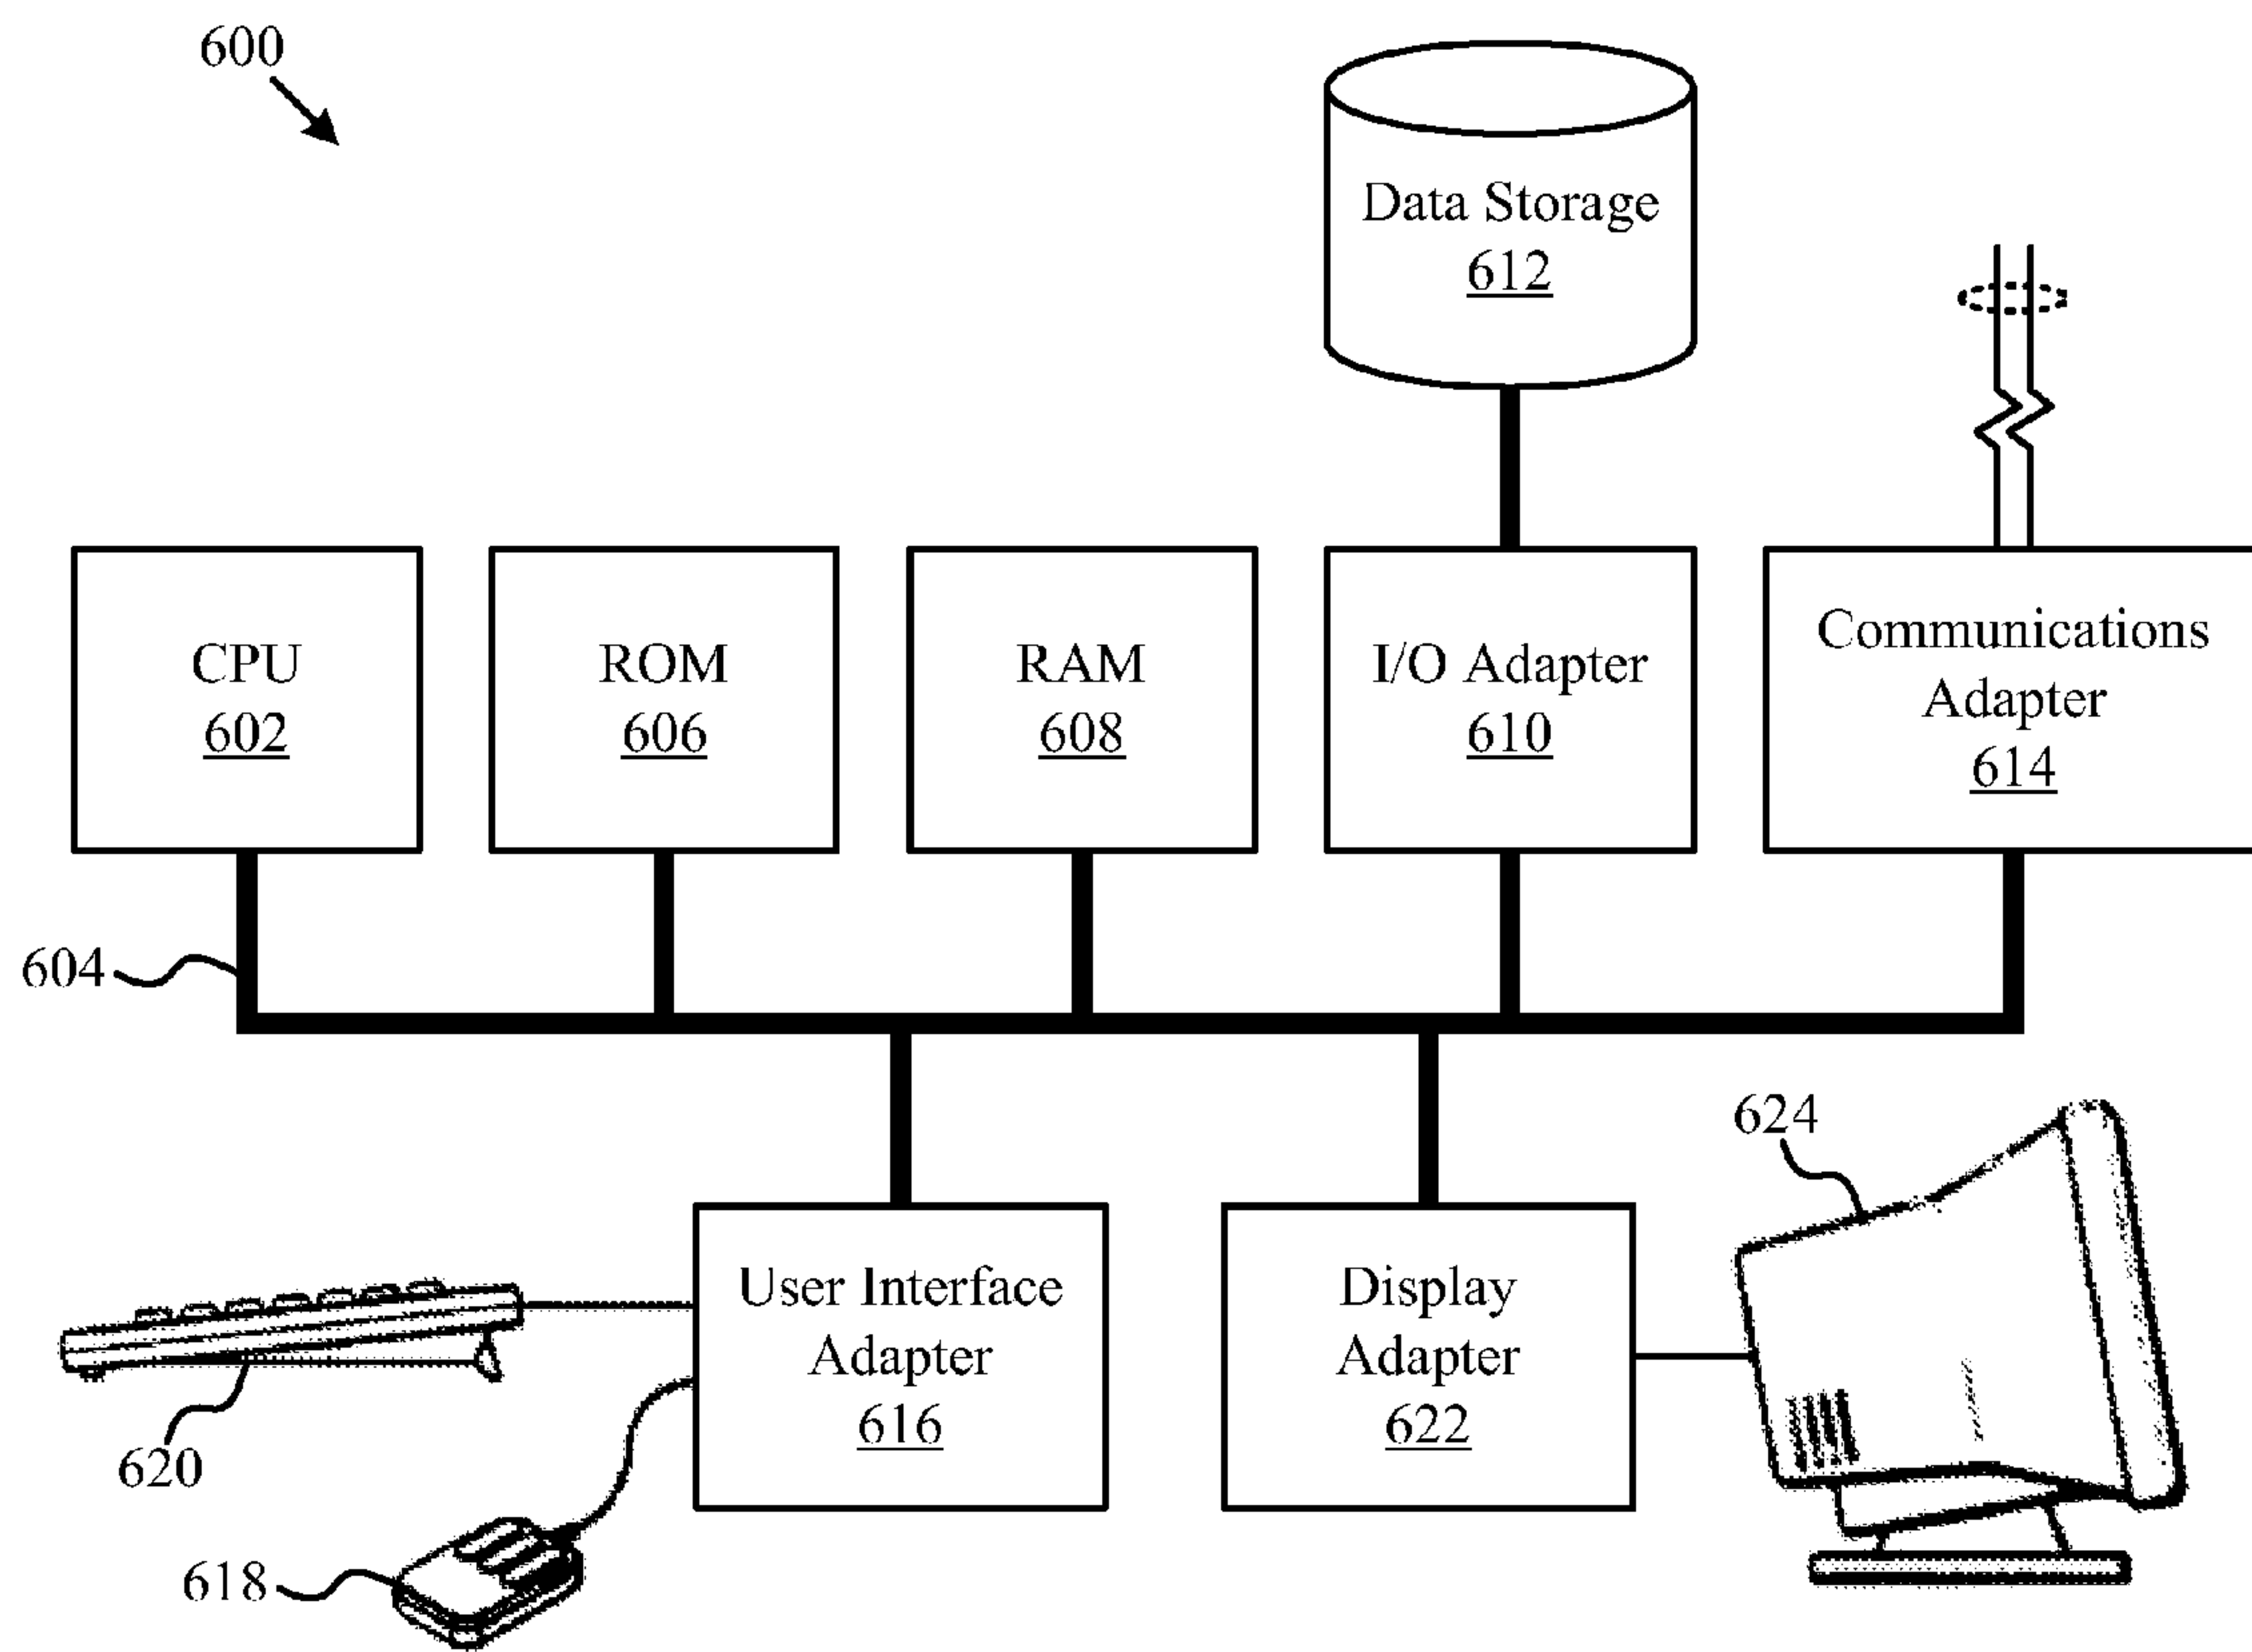 600
Data Storage
612
CPU
602
ROM
606
RAM
608
I/O Adapter
610
Communications
Adapter
614
604
624
User Interface
Adapter
616
Display
Adapter
622
620
618